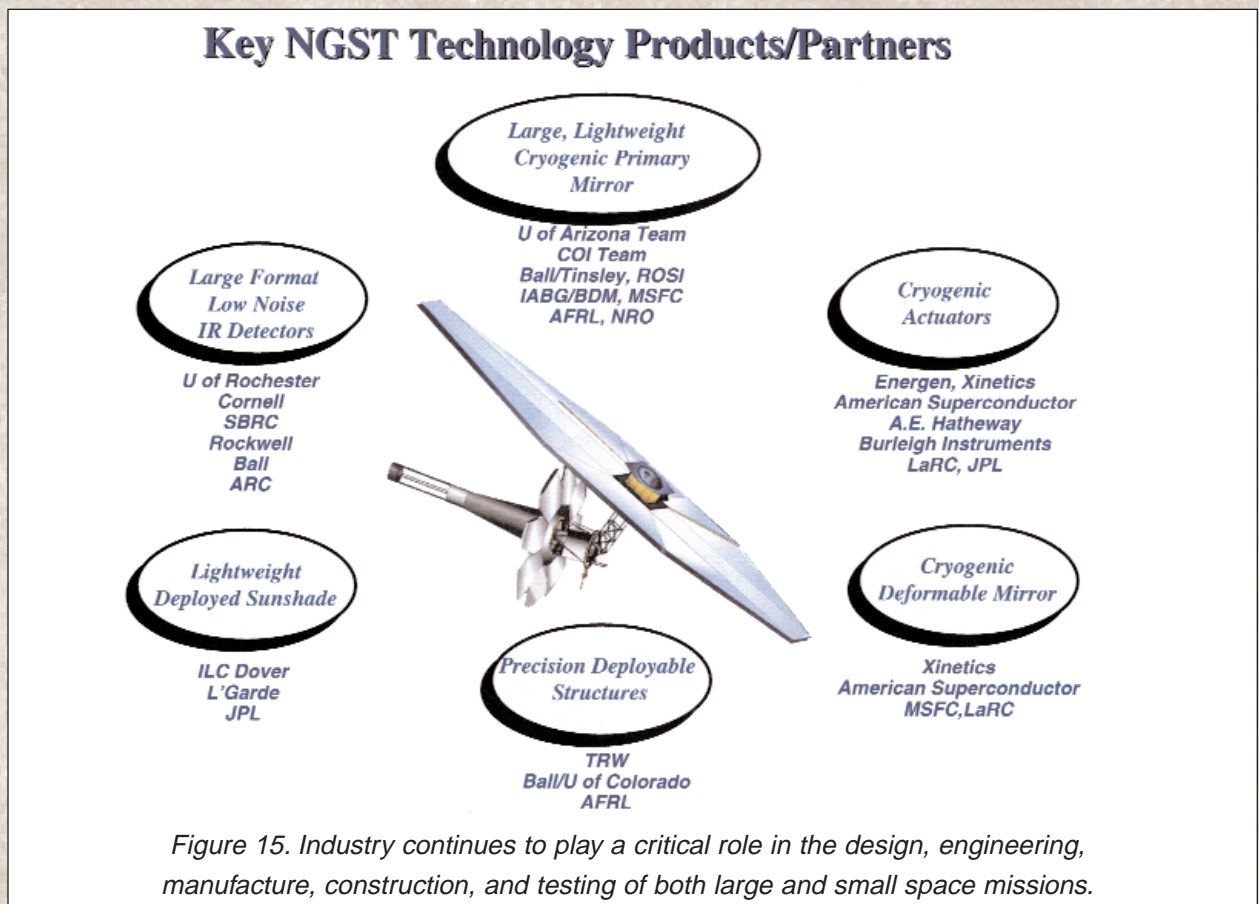 Key NGST Technology Products/Partners
Large, Lightweight
Cryogenic Primary
Mirror
U of Arizona Team
COI Team
Ball/Tinsley, ROSI
IABG/BDM, MSFC
AFRL, NRO
Large Format
Low Noise
IR Detectors
U of Rochester
Cornell
SBRC
Rockwell
Ball
ARC
Cryogenic
Actuators
Energen, Xinetics
American Superconductor
A.E. Hatheway
Burleigh Instruments
LaRC, JPL
Lightweight
Deployed Sunshade
ILC Dover
L'Garde
JPL
Precision Deployable
Structures
TRW
Ball/U of Colorado
AFRL
Cryogenic
Deformable Mirror
Xinetics
American Superconductor
MSFC,LaRC
Figure 15. Industry continues to play a critical role in the design, engineering,
manufacture, construction, and testing of both large and small space missions.